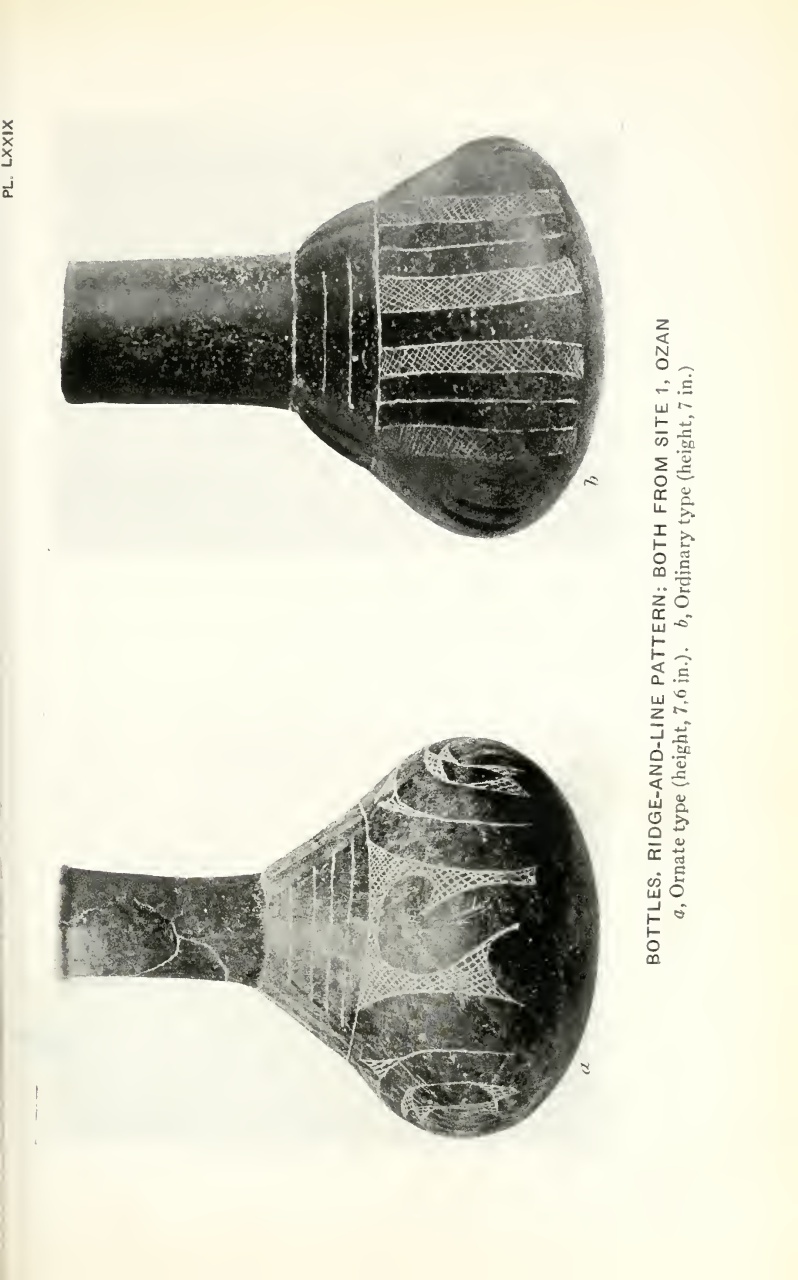 PL. LXXIX
a
b
BOTTLES, RIDGE-AND-LINE PATTERN; BOTH FROM SITE 1, OZAN
a, Ornate type (height, 7,6 in.). b, Ordinary type (height, 7 in.)